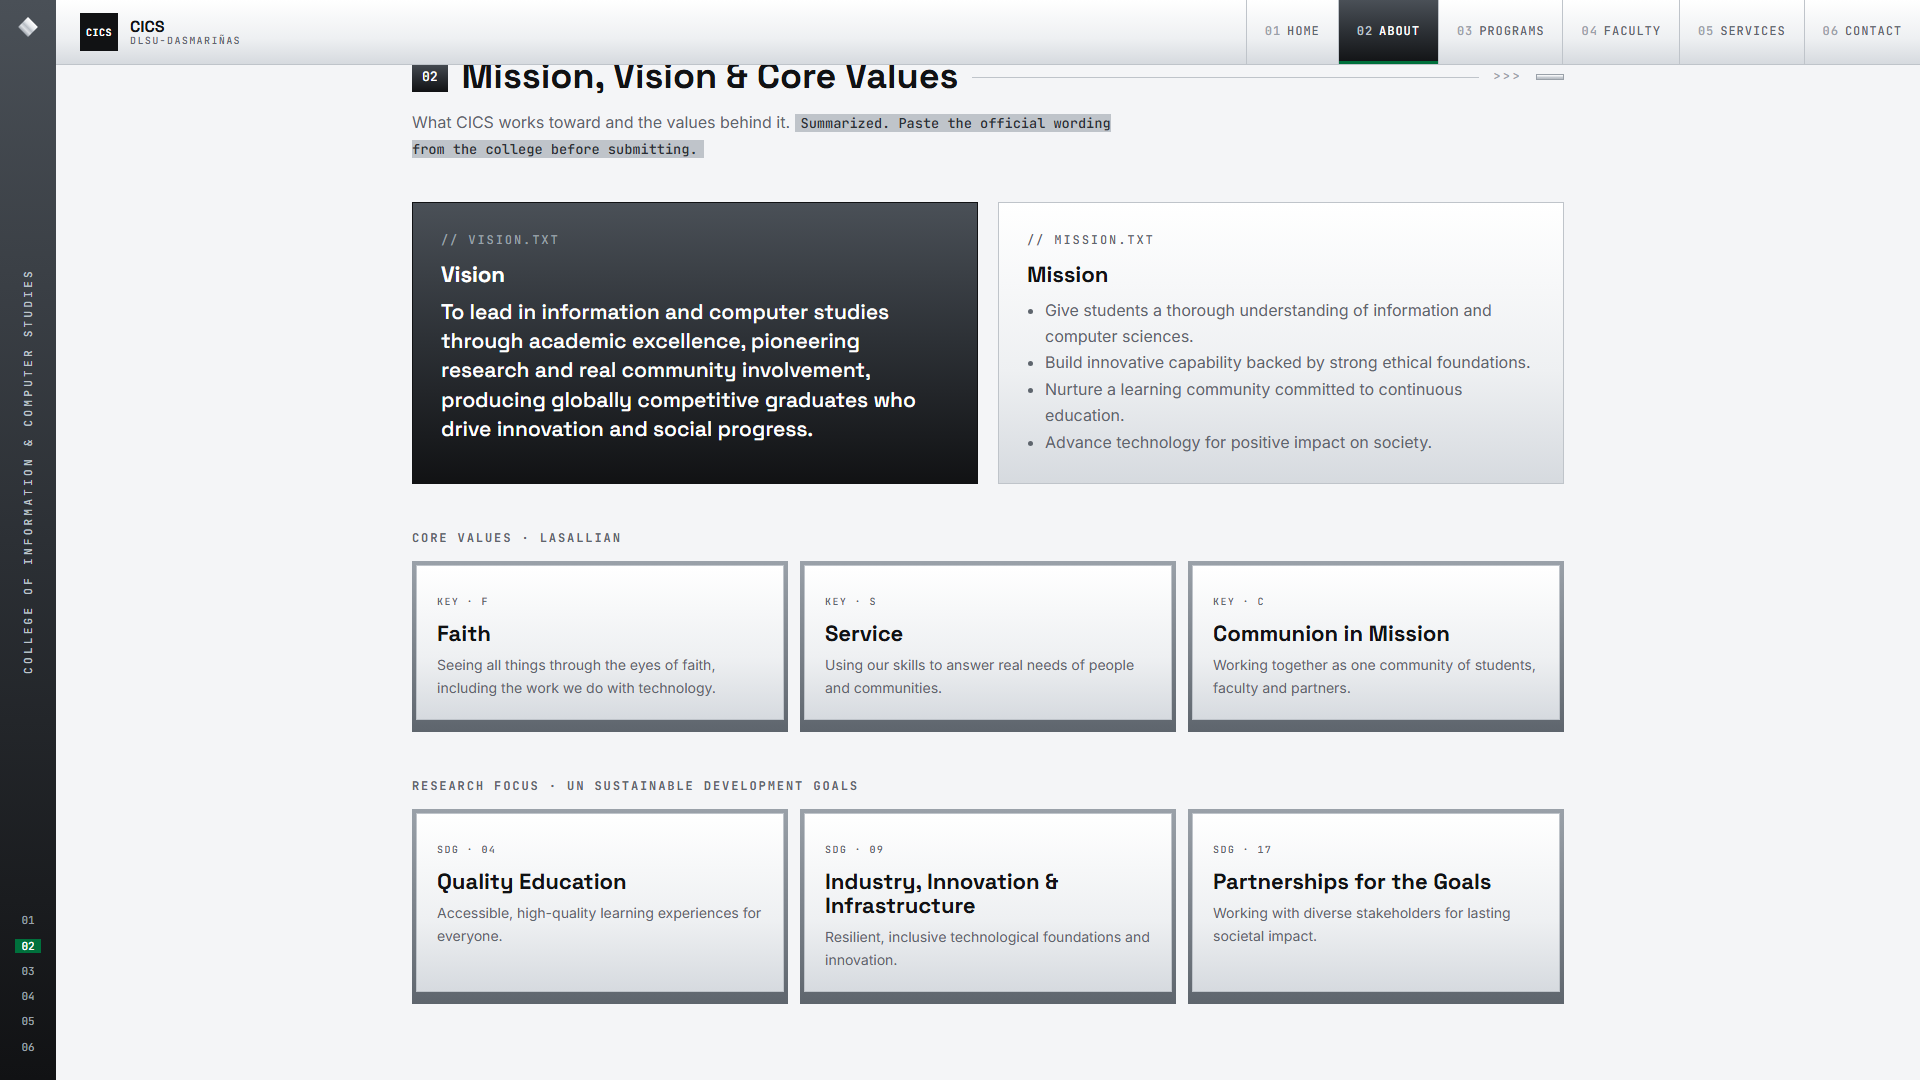 CICS
CICS
DLSU-DASMARIÑAS
01 HOME
02 ABOUT
03 PROGRAMS
04 FACULTY
05 SERVICES
06 CONTACT
COLLEGE OF INFORMATION & COMPUTER STUDIES
01
02
03
04
05
06
02 Mission, Vision & Core Values >>>
What CICS works toward and the values behind it. Summarized. Paste the official wording
from the college before submitting.
// VISION.TXT
Vision
To lead in information and computer studies
through academic excellence, pioneering
research and real community involvement,
producing globally competitive graduates who
drive innovation and social progress.
// MISSION.TXT
Mission
• Give students a thorough understanding of information and
computer sciences.
• Build innovative capability backed by strong ethical foundations.
• Nurture a learning community committed to continuous
education.
• Advance technology for positive impact on society.
CORE VALUES · LASALLIAN
KEY · F
Faith
Seeing all things through the eyes of faith,
including the work we do with technology.
KEY · S
Service
Using our skills to answer real needs of people
and communities.
KEY · C
Communion in Mission
Working together as one community of students,
faculty and partners.
RESEARCH FOCUS · UN SUSTAINABLE DEVELOPMENT GOALS
SDG · 04
Quality Education
Accessible, high-quality learning experiences for
everyone.
SDG · 09
Industry, Innovation &
Infrastructure
Resilient, inclusive technological foundations and
innovation.
SDG · 17
Partnerships for the Goals
Working with diverse stakeholders for lasting
societal impact.